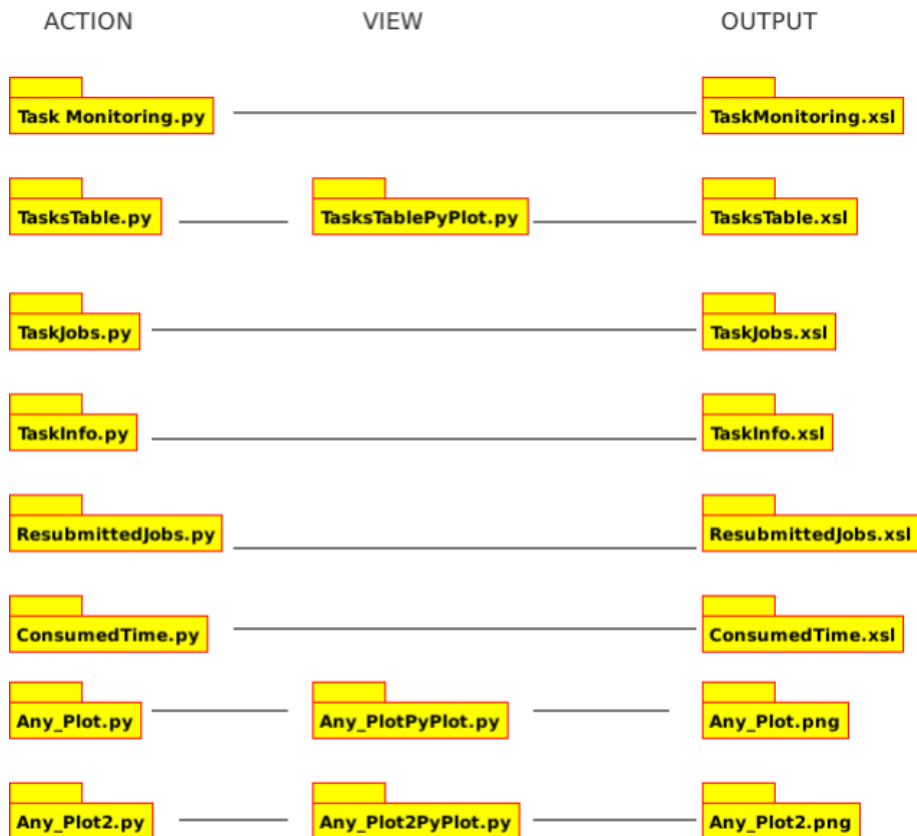 ACTION VIEW OUTPUT
Task Monitoring.py TaskMonitoring.xsl
TasksTable.py TasksTablePyPlot.py TasksTable.xsl
TaskJobs.py TaskJobs.xsl
TaskInfo.py TaskInfo.xsl
ResubmittedJobs.py ResubmittedJobs.xsl
ConsumedTime.py ConsumedTime.xsl
Any_Plot.py Any_PlotPyPlot.py Any_Plot.png
Any_Plot2.py Any_Plot2PyPlot.py Any_Plot2.png